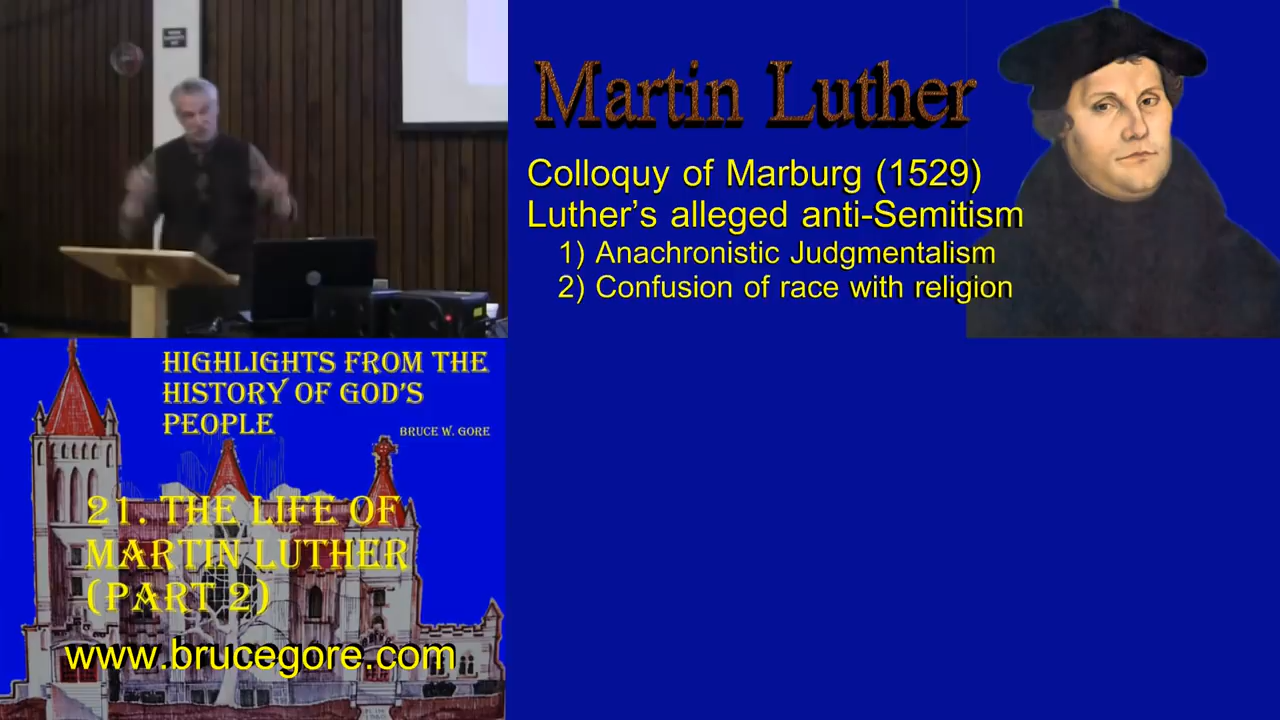 Martin Luther
Colloquy of Marburg (1529)
Luther's alleged anti-Semitism
1) Anachronistic Judgmentalism
2) Confusion of race with religion
HIGHLIGHTS FROM THE
HISTORY OF GOD'S
PEOPLE
BRUCE W. GORE
21. THE LIFE OF
MARTIN LUTHER
(PART 2)
www.brucegore.com